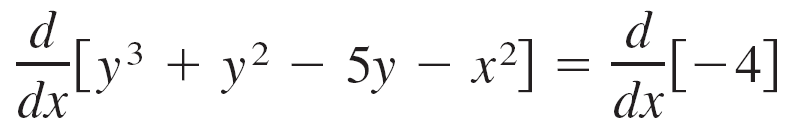 d/dx [y³ + y² − 5y − x²] = d/dx [−4]